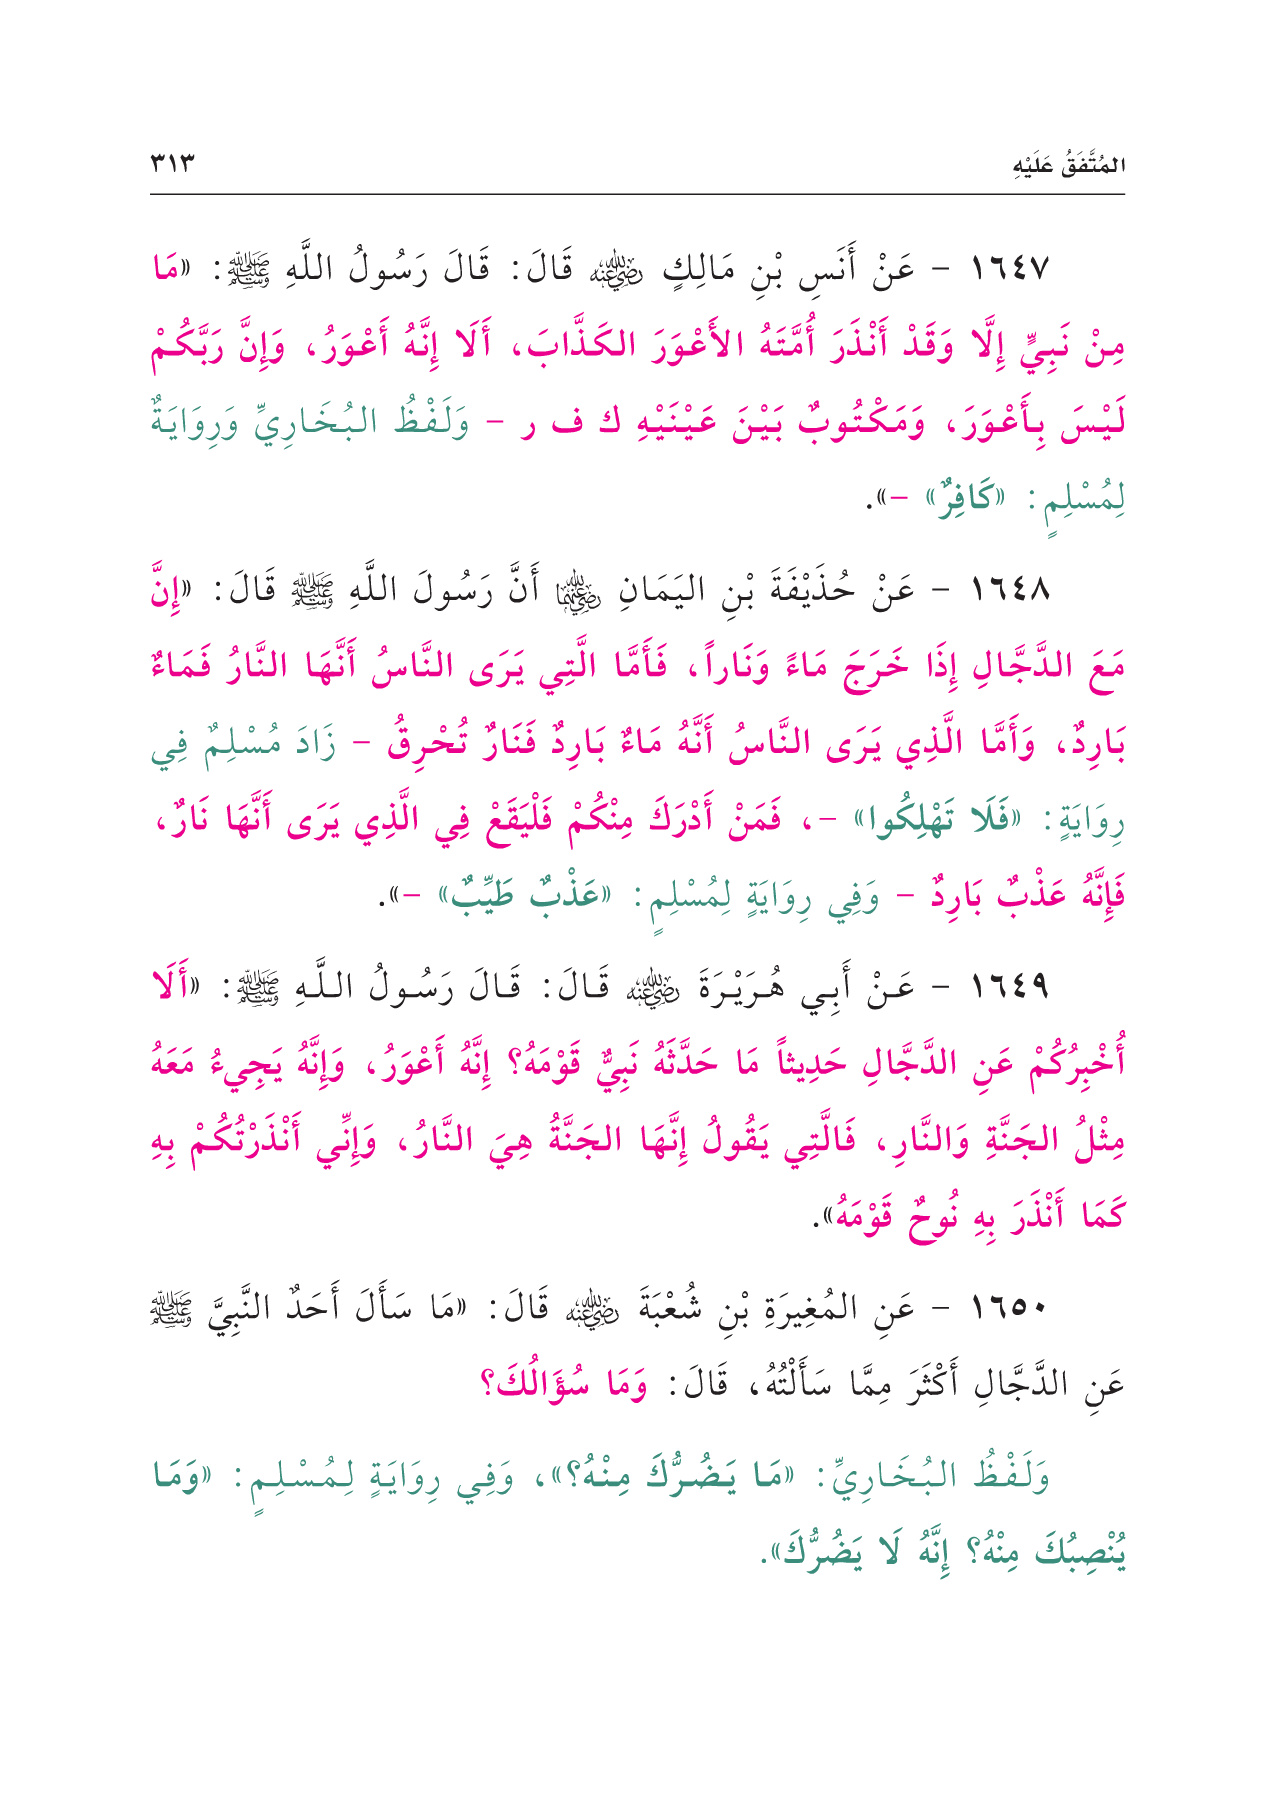 المُتَّفَقُ عَلَيْهِ ٣١٣
١٦٤٧ - عَنْ أَنَسِ بْنِ مَالِكٍ رضي الله عنه قَالَ: قَالَ رَسُولُ اللَّهِ ﷺ: «مَا
مِنْ نَبِيٍّ إِلَّا وَقَدْ أَنْذَرَ أُمَّتَهُ الأَعْوَرَ الكَذَّابَ، أَلَا إِنَّهُ أَعْوَرُ، وَإِنَّ رَبَّكُمْ
لَيْسَ بِأَعْوَرَ، وَمَكْتُوبٌ بَيْنَ عَيْنَيْهِ ك ف ر - وَلَفْظُ البُخَارِيِّ وَرِوَايَةٌ
لِمُسْلِمٍ: «كَافِرٌ» -».
١٦٤٨ - عَنْ حُذَيْفَةَ بْنِ اليَمَانِ رضي الله عنهما أَنَّ رَسُولَ اللَّهِ ﷺ قَالَ: «إِنَّ
مَعَ الدَّجَّالِ إِذَا خَرَجَ مَاءً وَنَاراً، فَأَمَّا الَّتِي يَرَى النَّاسُ أَنَّهَا النَّارُ فَمَاءٌ
بَارِدٌ، وَأَمَّا الَّذِي يَرَى النَّاسُ أَنَّهُ مَاءٌ بَارِدٌ فَنَارٌ تُحْرِقُ - زَادَ مُسْلِمٌ فِي
رِوَايَةٍ: «فَلَا تَهْلِكُوا» -، فَمَنْ أَدْرَكَ مِنْكُمْ فَلْيَقَعْ فِي الَّذِي يَرَى أَنَّهَا نَارٌ،
فَإِنَّهُ عَذْبٌ بَارِدٌ - وَفِي رِوَايَةٍ لِمُسْلِمٍ: «عَذْبٌ طَيِّبٌ» -».
١٦٤٩ - عَنْ أَبِي هُرَيْرَةَ رضي الله عنه قَالَ: قَالَ رَسُولُ اللَّهِ ﷺ: «أَلَا
أُخْبِرُكُمْ عَنِ الدَّجَّالِ حَدِيثاً مَا حَدَّثَهُ نَبِيٌّ قَوْمَهُ؟ إِنَّهُ أَعْوَرُ، وَإِنَّهُ يَجِيءُ مَعَهُ
مِثْلُ الجَنَّةِ وَالنَّارِ، فَالَّتِي يَقُولُ إِنَّهَا الجَنَّةُ هِيَ النَّارُ، وَإِنِّي أَنْذَرْتُكُمْ بِهِ
كَمَا أَنْذَرَ بِهِ نُوحٌ قَوْمَهُ».
١٦٥٠ - عَنِ المُغِيرَةِ بْنِ شُعْبَةَ رضي الله عنه قَالَ: «مَا سَأَلَ أَحَدٌ النَّبِيَّ ﷺ
عَنِ الدَّجَّالِ أَكْثَرَ مِمَّا سَأَلْتُهُ، قَالَ: وَمَا سُؤَالُكَ؟
وَلَفْظُ البُخَارِيِّ: «مَا يَضُرُّكَ مِنْهُ؟»، وَفِي رِوَايَةٍ لِمُسْلِمٍ: «وَمَا
يُنْصِبُكَ مِنْهُ؟ إِنَّهُ لَا يَضُرُّكَ».